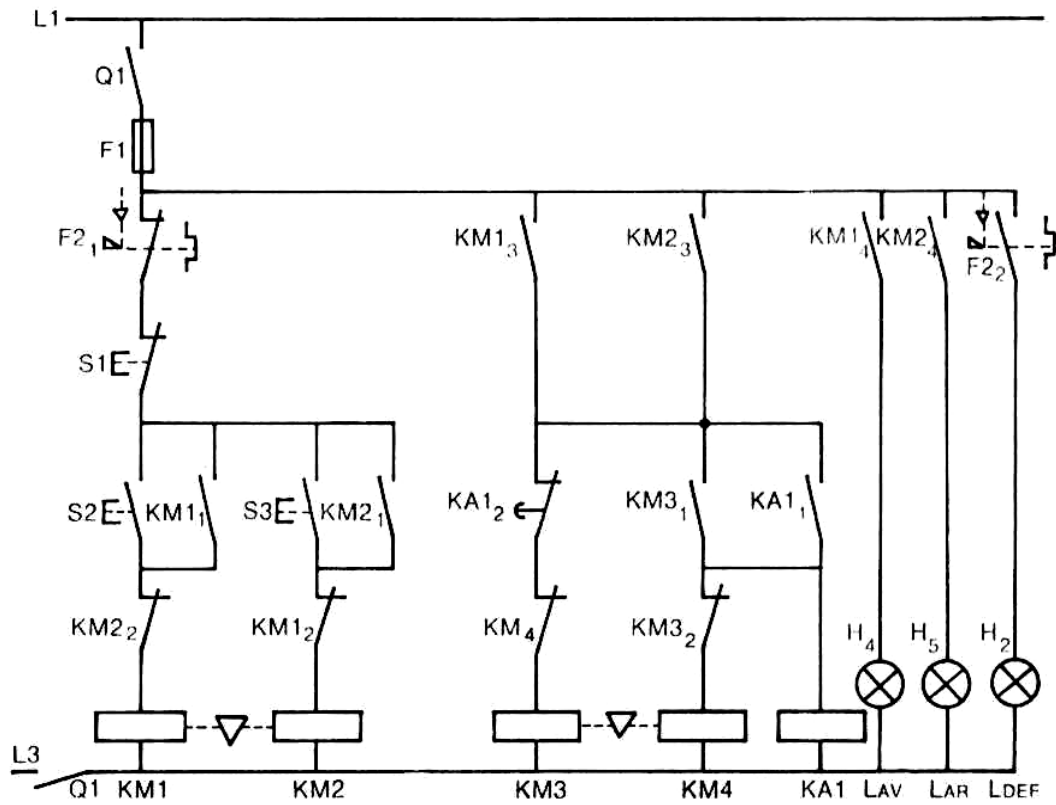 L1
Q1
F1
F2₁
KM1₃
KM2₃
KM1₄
KM2₄
F2₂
S1
S2
KM1₁
S3
KM2₁
KA1₂
KM3₁
KA1₁
KM2₂
KM1₂
KM₄
KM3₂
H₄
H₅
H₂
L3
Q1
KM1
KM2
KM3
KM4
KA1
LAV
LAR
LDEF